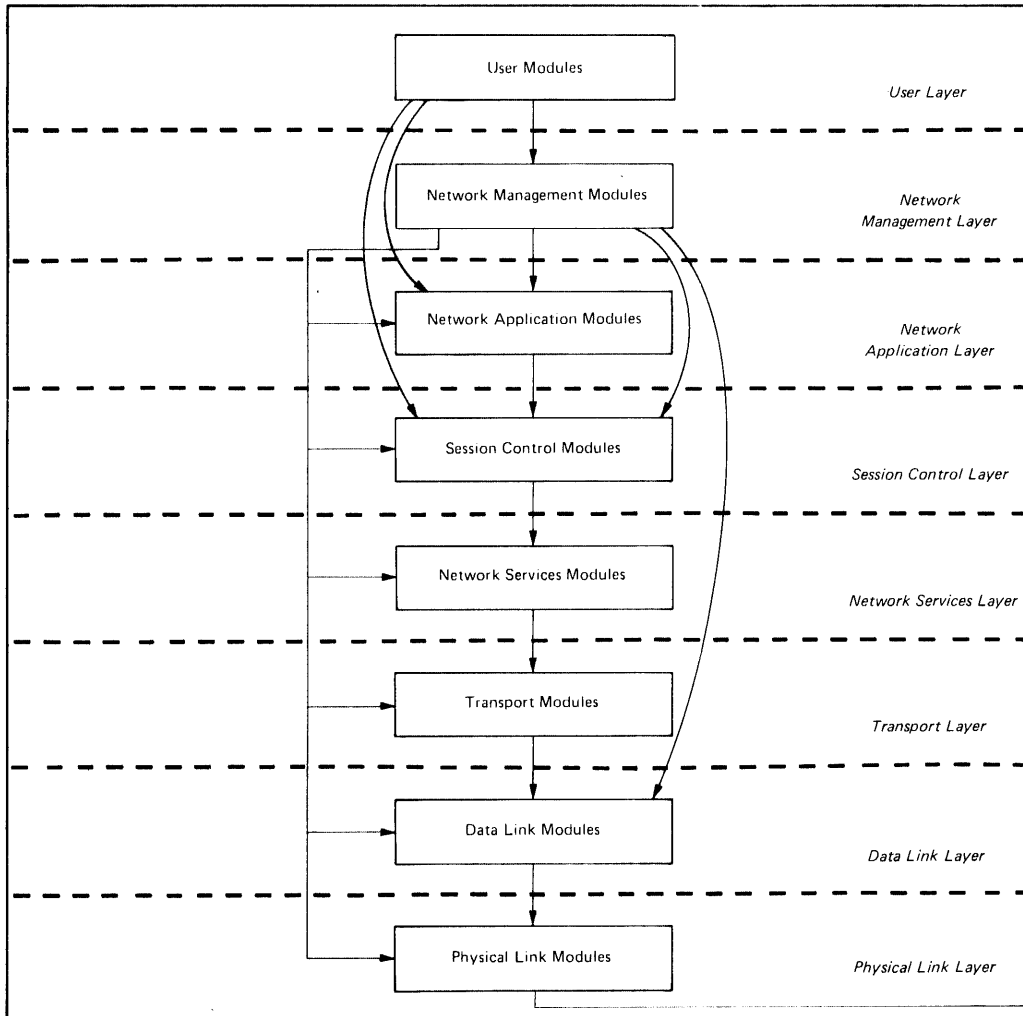 User Modules
User Layer
Network Management Modules
Network
Management Layer
Network Application Modules
Network
Application Layer
Session Control Modules
Session Control Layer
Network Services Modules
Network Services Layer
Transport Modules
Transport Layer
Data Link Modules
Data Link Layer
Physical Link Modules
Physical Link Layer